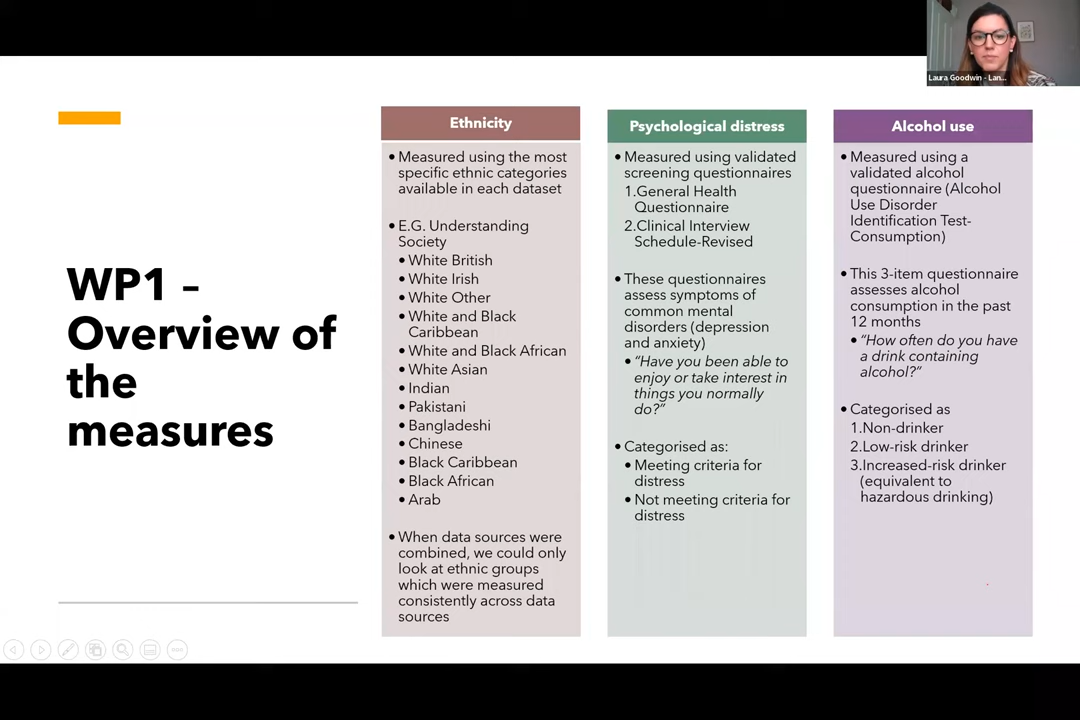 Laura Goodwin - Lan...
WP1 –
Overview of
the
measures
Ethnicity
• Measured using the most
specific ethnic categories
available in each dataset
• E.G. Understanding
Society
• White British
• White Irish
• White Other
• White and Black
Caribbean
• White and Black African
• White Asian
• Indian
• Pakistani
• Bangladeshi
• Chinese
• Black Caribbean
• Black African
• Arab
• When data sources were
combined, we could only
look at ethnic groups
which were measured
consistently across data
sources
Psychological distress
• Measured using validated
screening questionnaires
1.General Health
Questionnaire
2.Clinical Interview
Schedule-Revised
• These questionnaires
assess symptoms of
common mental
disorders (depression
and anxiety)
• “Have you been able to
enjoy or take interest in
things you normally
do?”
• Categorised as:
• Meeting criteria for
distress
• Not meeting criteria for
distress
Alcohol use
• Measured using a
validated alcohol
questionnaire (Alcohol
Use Disorder
Identification Test-
Consumption)
• This 3-item questionnaire
assesses alcohol
consumption in the past
12 months
• “How often do you have
a drink containing
alcohol?”
• Categorised as
1.Non-drinker
2.Low-risk drinker
3.Increased-risk drinker
(equivalent to
hazardous drinking)